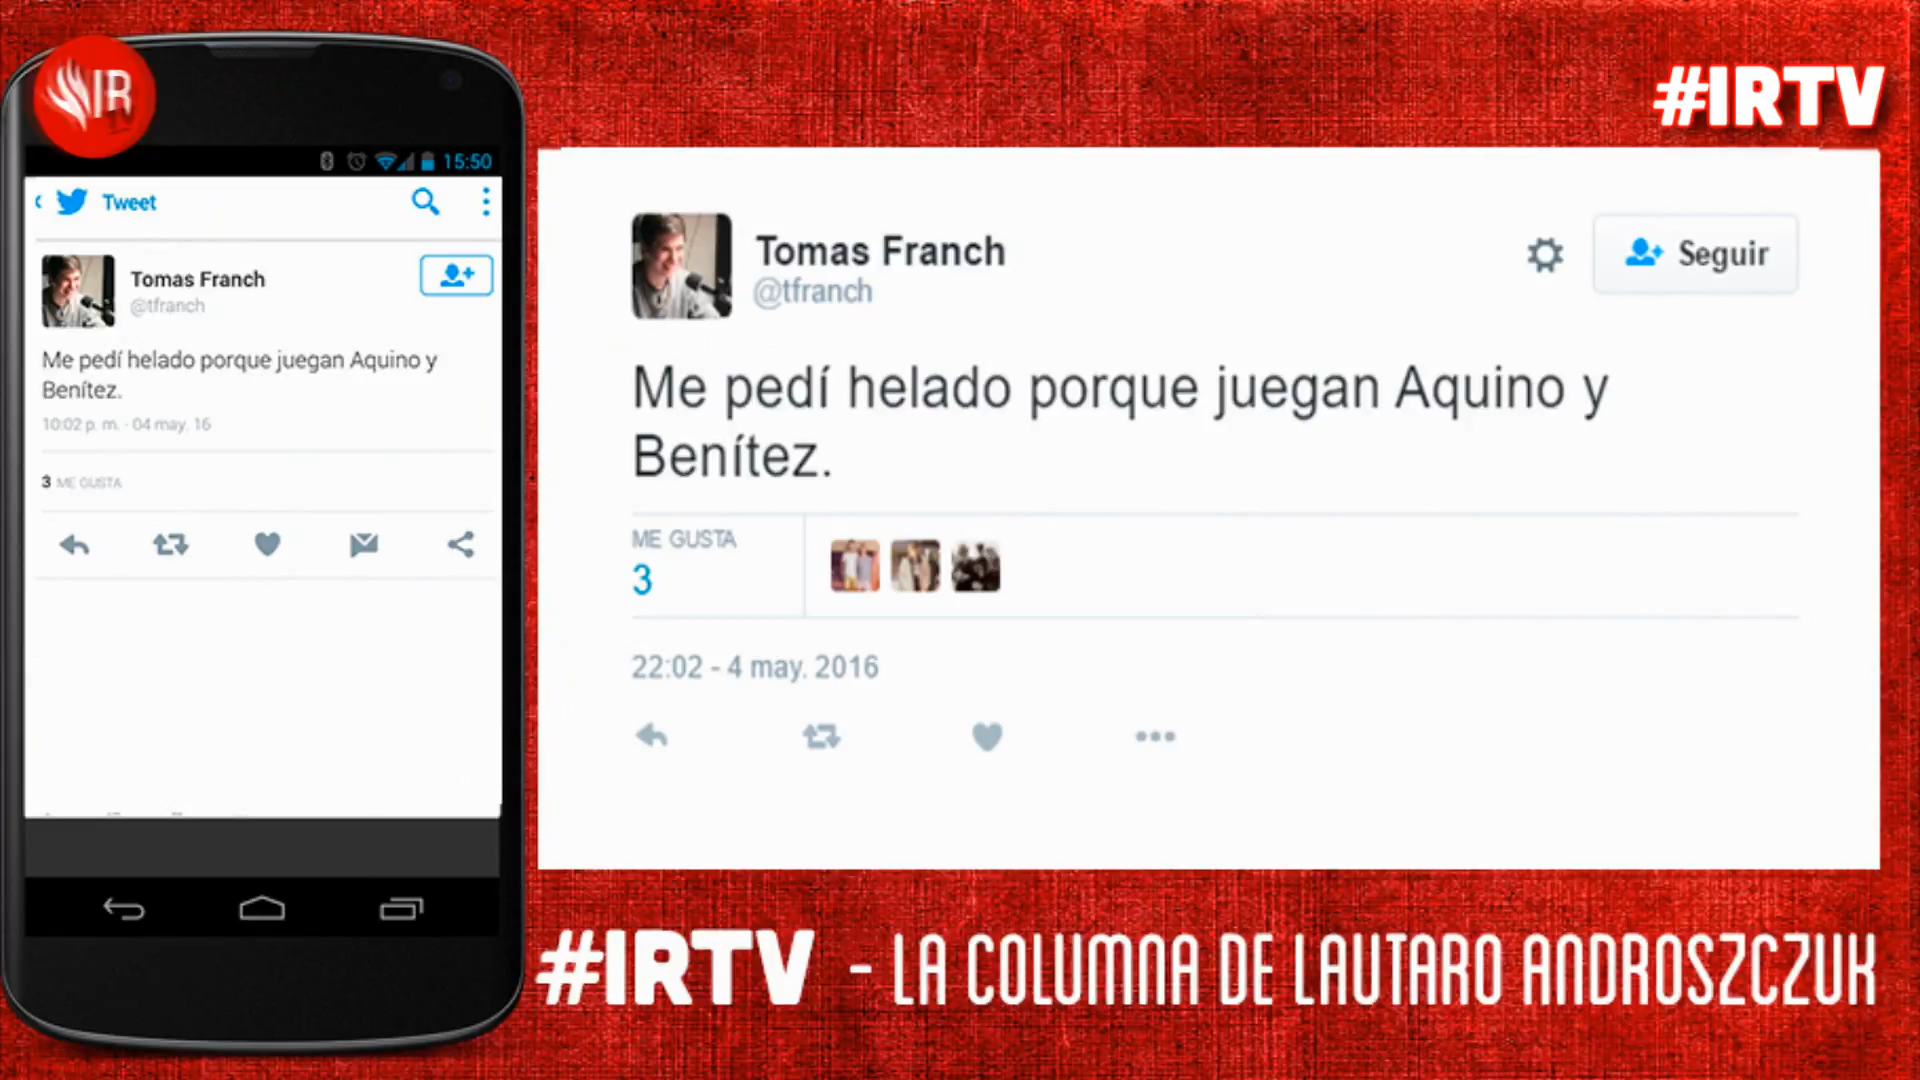 IR
15:50
Tweet
Tomas Franch
@tfranch
Me pedí helado porque juegan Aquino y
Benítez.
10:02 p. m. · 04 may. 16
3 ME GUSTA
#IRTV
Tomas Franch
@tfranch
Seguir
Me pedí helado porque juegan Aquino y
Benítez.
ME GUSTA
3
22:02 - 4 may. 2016
#IRTV - LA COLUMNA DE LAUTARO ANDROSZCZUK